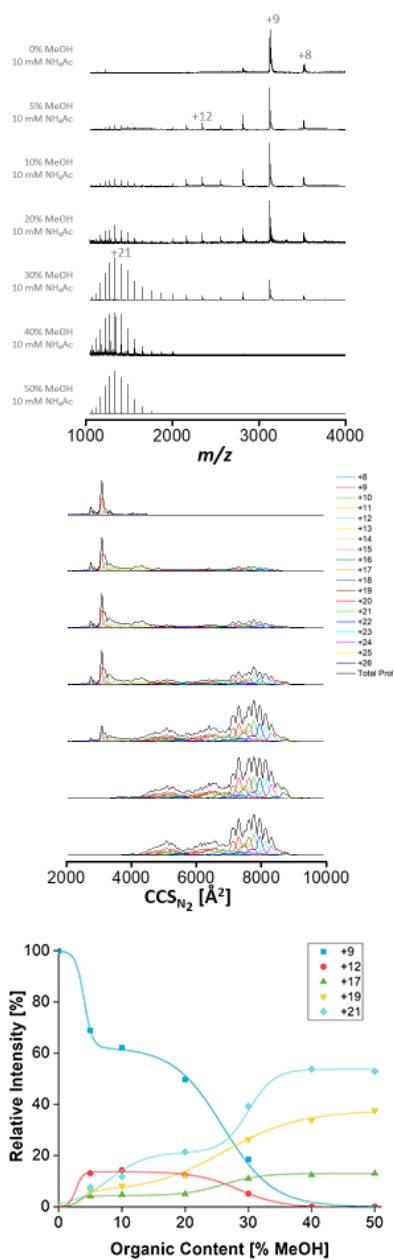 +9
+8
0% MeOH
10 mM NH₄Ac
5% MeOH
10 mM NH₄Ac
+12
10% MeOH
10 mM NH₄Ac
20% MeOH
10 mM NH₄Ac
+21
30% MeOH
10 mM NH₄Ac
40% MeOH
10 mM NH₄Ac
50% MeOH
10 mM NH₄Ac
1000 2000 3000 4000
m/z
+8
+9
+10
+11
+12
+13
+14
+15
+16
+17
+18
+19
+20
+21
+22
+23
+24
+25
+26
Total Prot
2000 4000 6000 8000 10000
CCS_N₂ [Å²]
100
80
60
40
20
0
Relative Intensity [%]
+9
+12
+17
+19
+21
0 10 20 30 40 50
Organic Content [% MeOH]